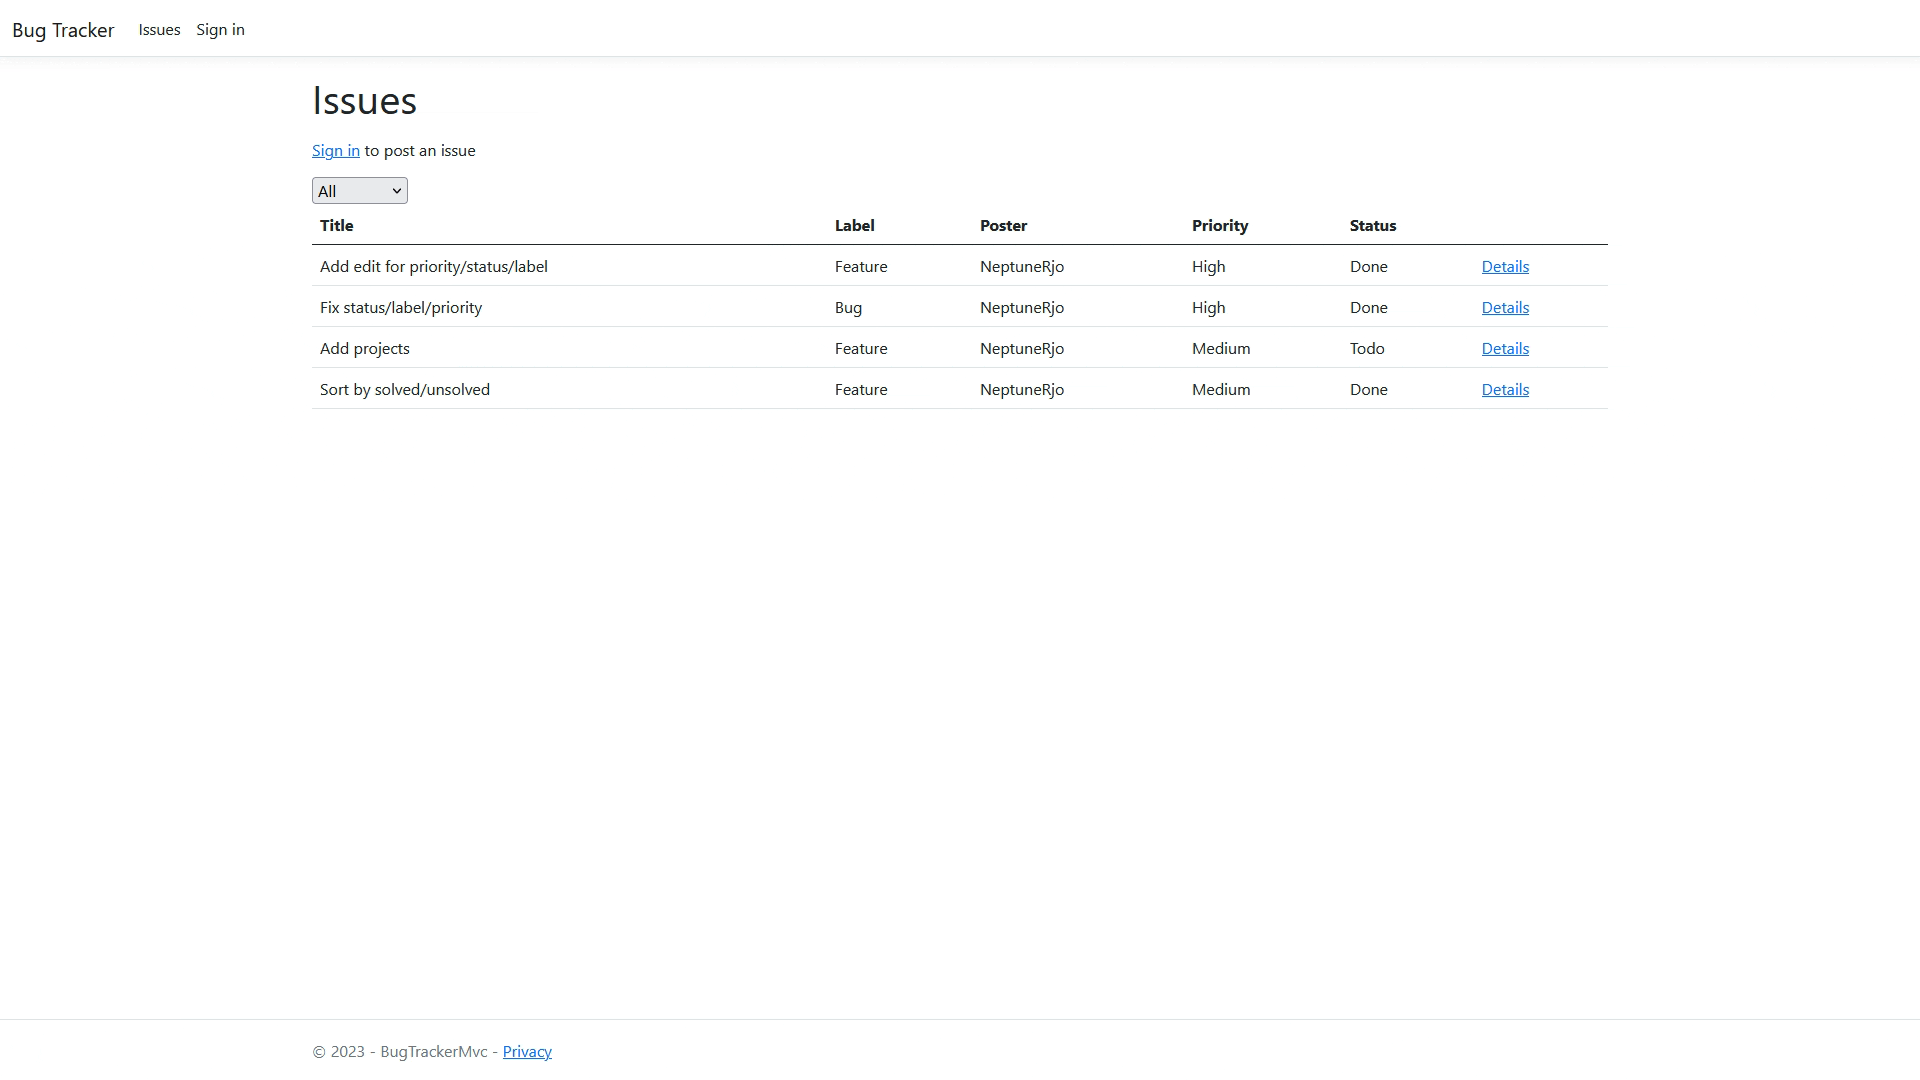 Bug Tracker Issues Sign in
Issues
Sign in to post an issue
All
Title Label Poster Priority Status
Add edit for priority/status/label Feature NeptuneRjo High Done Details
Fix status/label/priority Bug NeptuneRjo High Done Details
Add projects Feature NeptuneRjo Medium Todo Details
Sort by solved/unsolved Feature NeptuneRjo Medium Done Details
© 2023 - BugTrackerMvc - Privacy